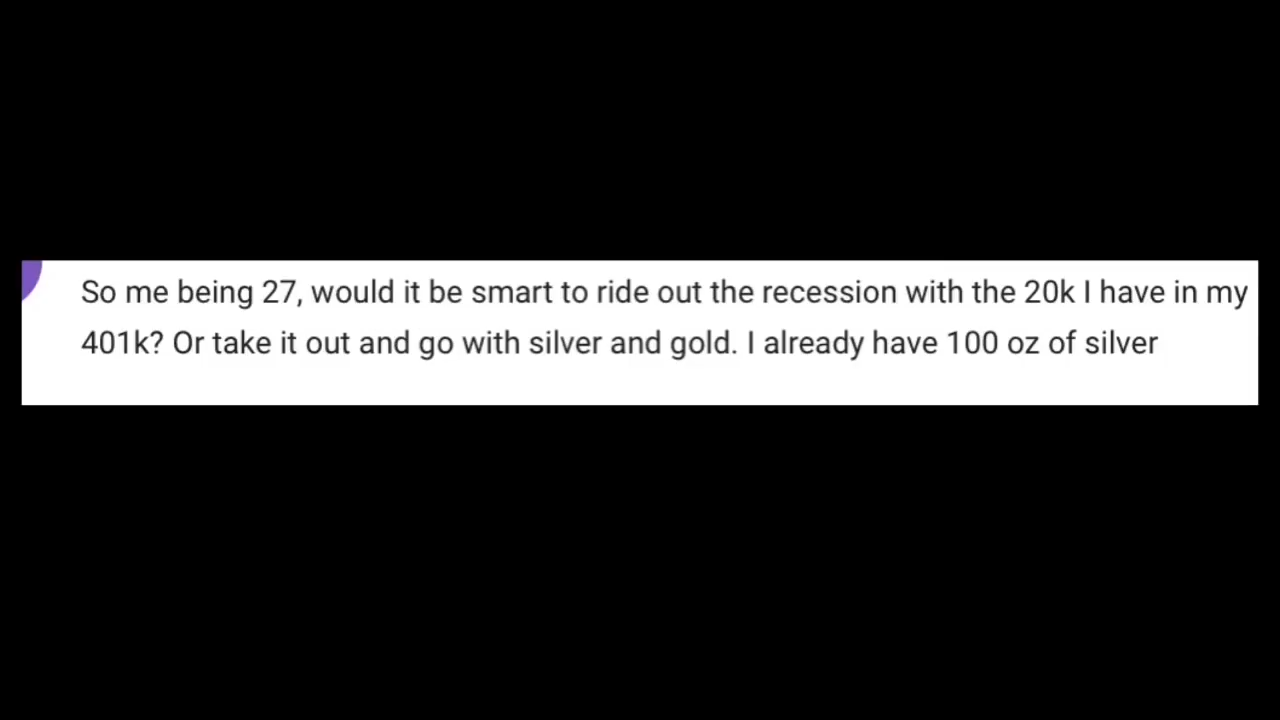 So me being 27, would it be smart to ride out the recession with the 20k I have in my
401k? Or take it out and go with silver and gold. I already have 100 oz of silver